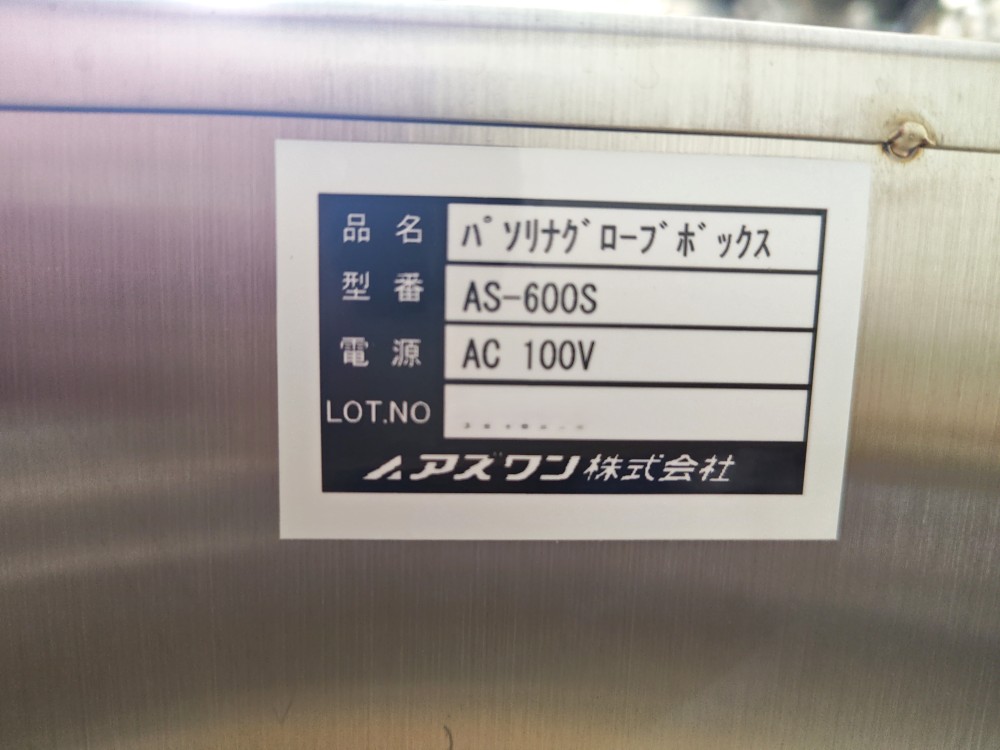 品名 ﾊﾟｿﾘﾅｸﾞﾛｰﾌﾞﾎﾞｯｸｽ
型番 AS-600S
電源 AC 100V
LOT.NO
アズワン株式会社